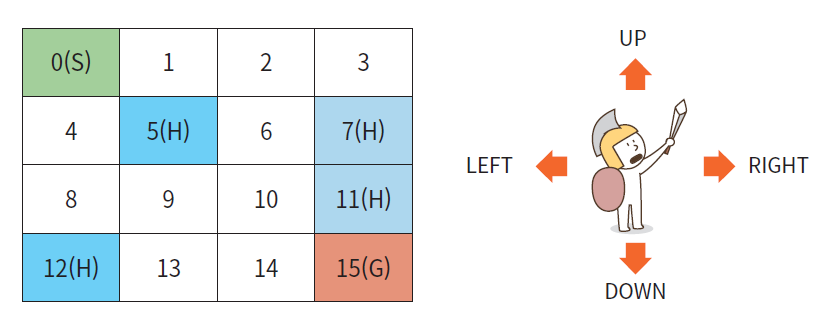 0(S) 1 2 3
4 5(H) 6 7(H)
8 9 10 11(H)
12(H) 13 14 15(G)
UP
LEFT RIGHT
DOWN